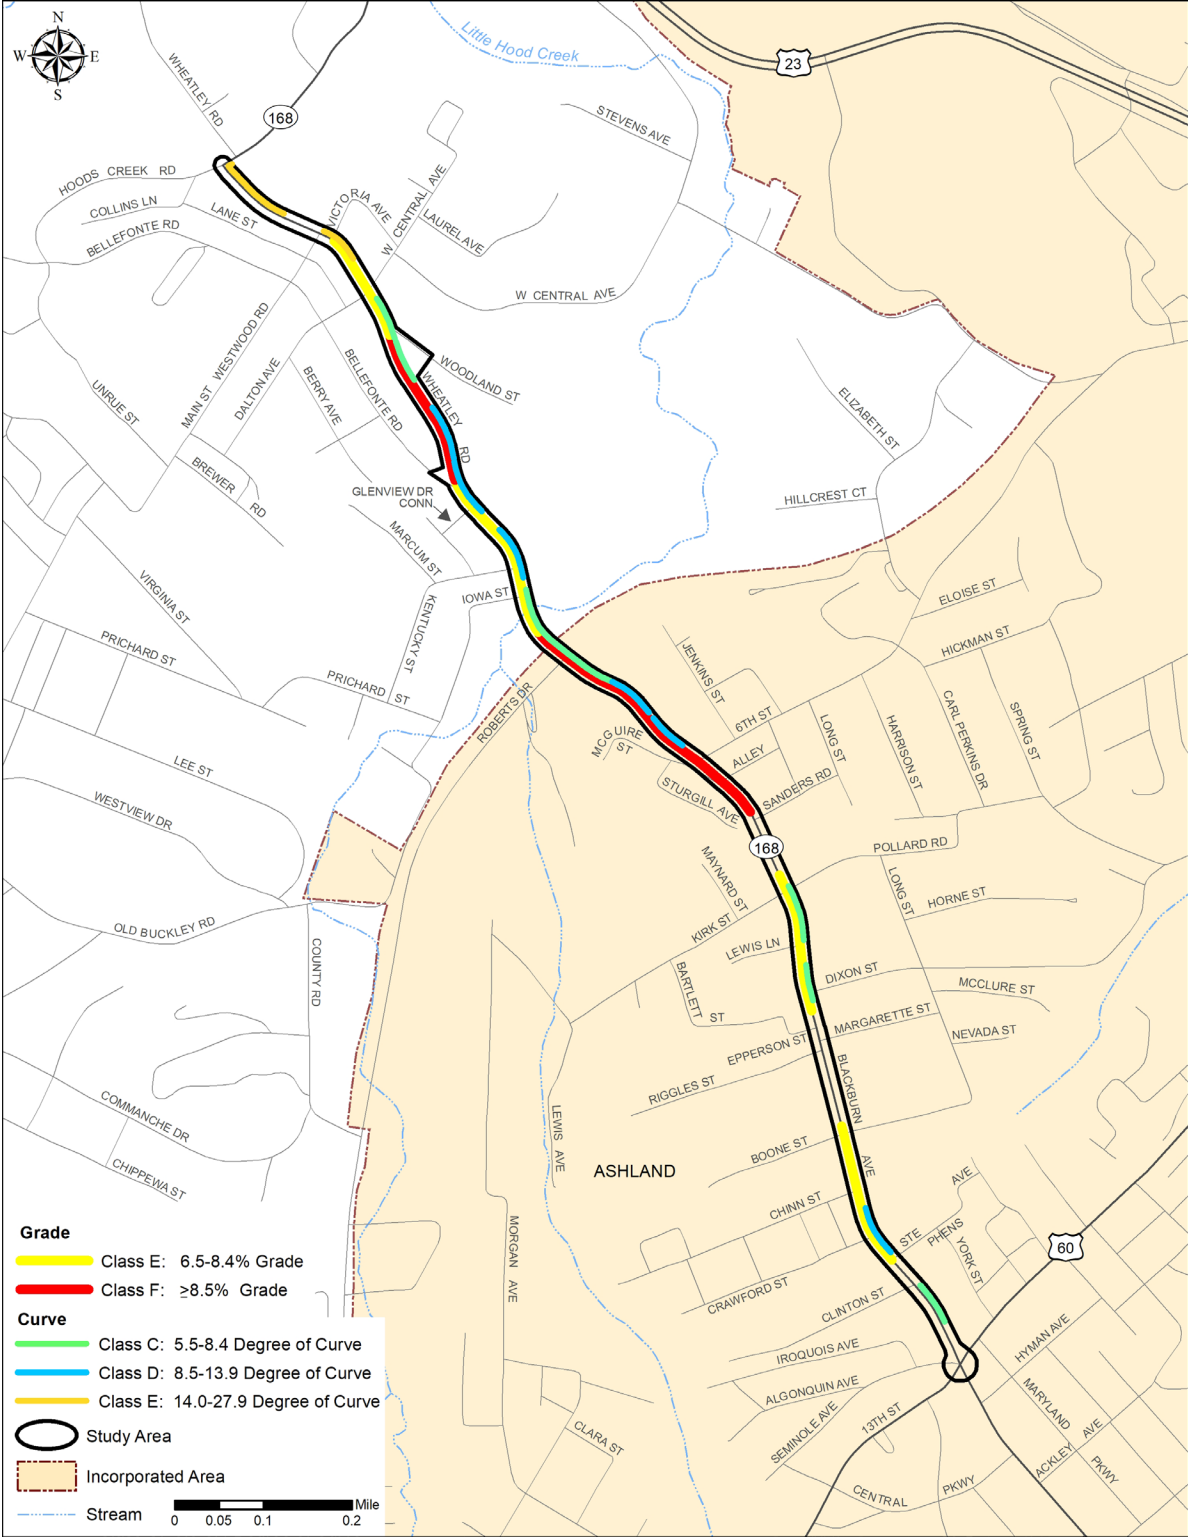 N
W
E
S
Little Hood Creek
23
WHEATLEY RD
168
STEVENS AVE
HOODS CREEK RD
COLLINS LN
LANE ST
BELLEFONTE RD
VICTORIA AVE
W CENTRAL AVE
LAUREL AVE
W CENTRAL AVE
MAIN ST WESTWOOD RD
DALTON AVE
BERRY AVE
BELLEFONTE RD
WHEATLEY RD
WOODLAND ST
UNRUE ST
BREWER RD
ELIZABETH ST
HILLCREST CT
GLENVIEW DR
CONN
MARCUM ST
IOWA ST
KENTUCKY ST
VIRGINIA ST
PRICHARD ST
PRICHARD ST
ROBERTS DR
ELOISE ST
HICKMAN ST
JENKINS ST
6TH ST
ALLEY
LONG ST
HARRISON ST
CARL PERKINS DR
SPRING ST
MCGUIRE ST
STURGILL AVE
SANDERS RD
LEE ST
WESTVIEW DR
168
POLLARD RD
MAYNARD ST
LONG ST
HORNE ST
KIRK ST
LEWIS LN
OLD BUCKLEY RD
COUNTY RD
BARTLETT ST
DIXON ST
MCCLURE ST
MARGARETTE ST
NEVADA ST
EPPERSON ST
RIGGLES ST
BLACKBURN AVE
COMMANCHE DR
CHIPPEWA ST
LEWIS AVE
BOONE ST
ASHLAND
CHINN ST
STEPHENS AVE
YORK ST
60
MORGAN AVE
CRAWFORD ST
CLINTON ST
IROQUOIS AVE
HYMAN AVE
ALGONQUIN AVE
SEMINOLE AVE
13TH ST
MARYLAND PKWY
ACKLEY AVE
CLARA ST
CENTRAL PKWY
Grade
Class E: 6.5-8.4% Grade
Class F: ≥8.5% Grade
Curve
Class C: 5.5-8.4 Degree of Curve
Class D: 8.5-13.9 Degree of Curve
Class E: 14.0-27.9 Degree of Curve
Study Area
Incorporated Area
Stream
Mile
0 0.05 0.1 0.2